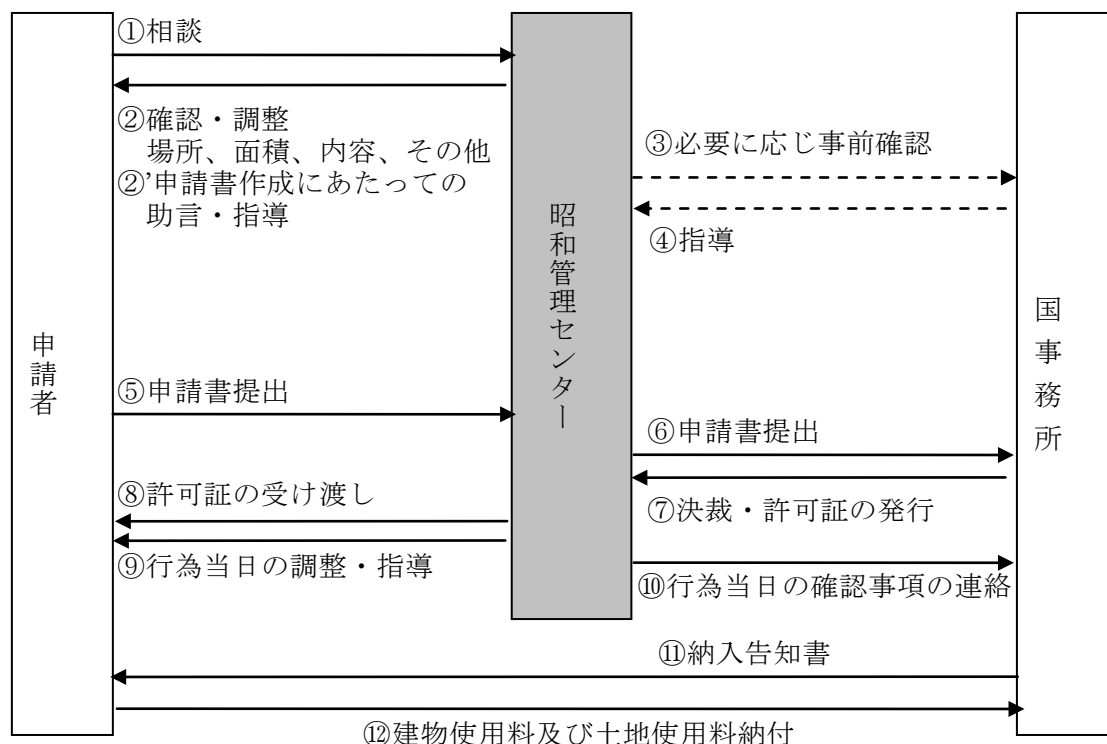 ①相談
②確認・調整
場所、面積、内容、その他
②'申請書作成にあたっての
助言・指導
③必要に応じ事前確認
④指導
申請者
昭和管理センター
国事務所
⑤申請書提出
⑥申請書提出
⑦決裁・許可証の発行
⑧許可証の受け渡し
⑨行為当日の調整・指導
⑩行為当日の確認事項の連絡
⑪納入告知書
⑫建物使用料及び土地使用料納付